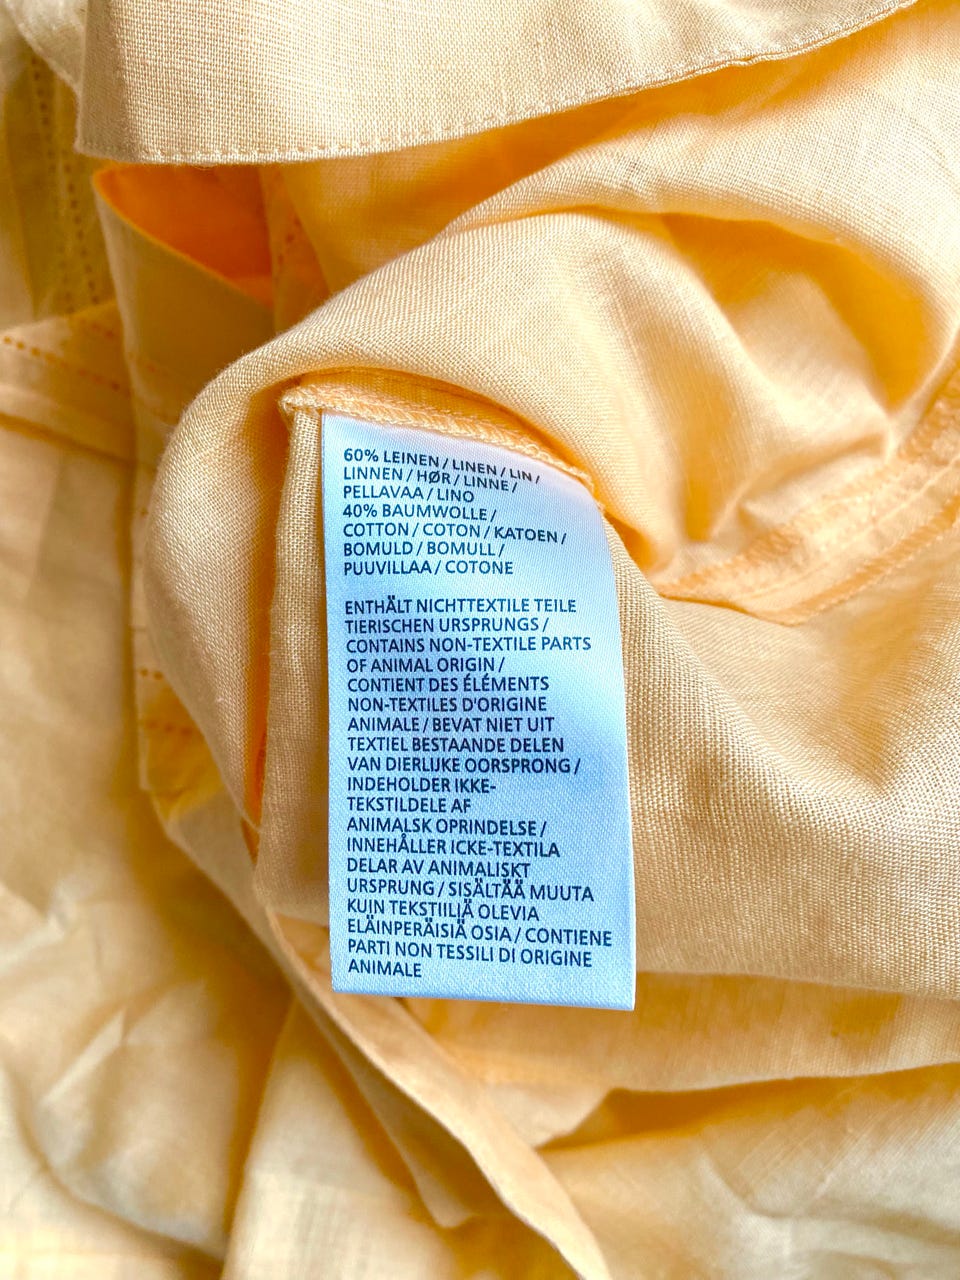 60% LEINEN / LINEN / LIN /
LINNEN / HØR / LINNE /
PELLAVAA / LINO
40% BAUMWOLLE /
COTTON / COTON / KATOEN /
BOMULD / BOMULL /
PUUVILLAA / COTONE
ENTHÄLT NICHTTEXTILE TEILE
TIERISCHEN URSPRUNGS /
CONTAINS NON-TEXTILE PARTS
OF ANIMAL ORIGIN /
CONTIENT DES ÉLÉMENTS
NON-TEXTILES D'ORIGINE
ANIMALE / BEVAT NIET UIT
TEXTIEL BESTAANDE DELEN
VAN DIERLIJKE OORSPRONG /
INDEHOLDER IKKE-
TEKSTILDELE AF
ANIMALSK OPRINDELSE /
INNEHÅLLER ICKE-TEXTILA
DELAR AV ANIMALISKT
URSPRUNG / SISÄLTÄÄ MUUTA
KUIN TEKSTIILIÄ OLEVIA
ELÄINPERÄISIÄ OSIA / CONTIENE
PARTI NON TESSILI DI ORIGINE
ANIMALE